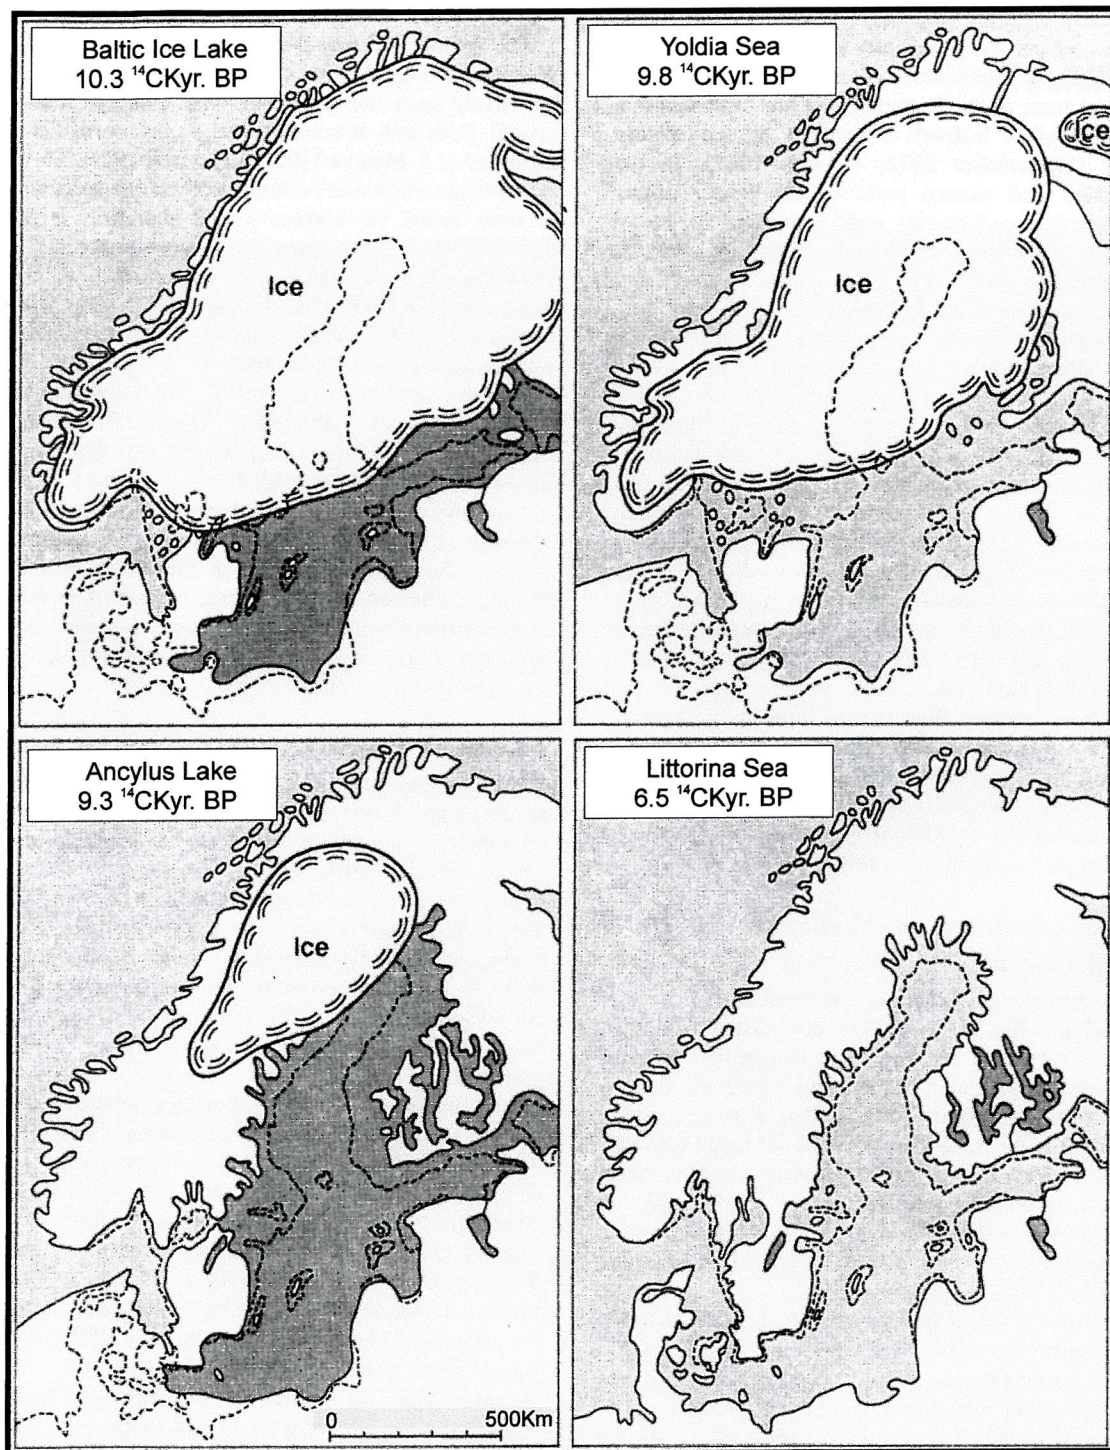 Baltic Ice Lake
10.3 ¹⁴CKyr. BP
Ice
Yoldia Sea
9.8 ¹⁴CKyr. BP
Ice
Ice
Ancylus Lake
9.3 ¹⁴CKyr. BP
Ice
0 500Km
Littorina Sea
6.5 ¹⁴CKyr. BP